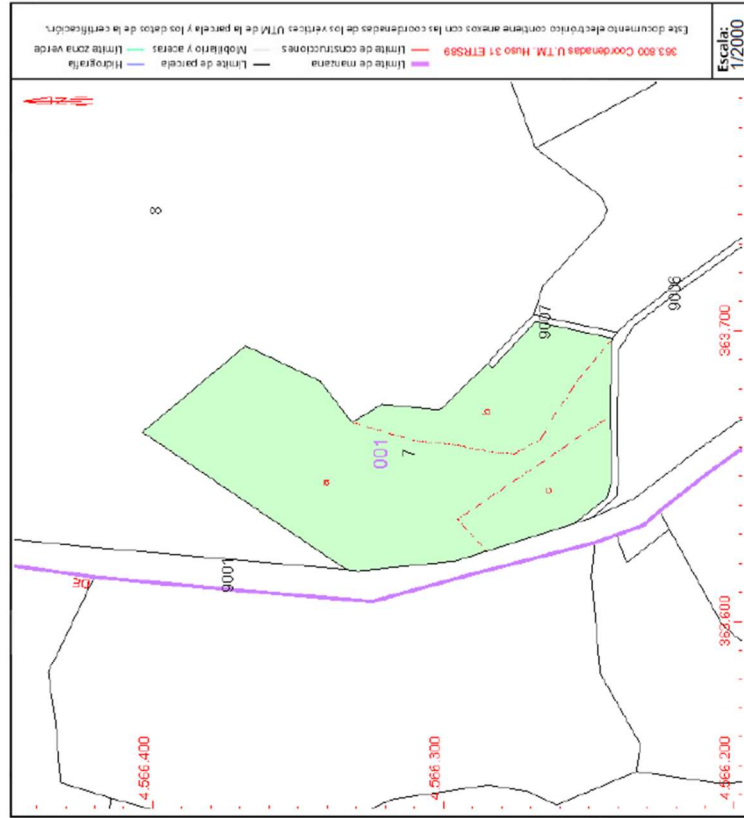 Este documento electrónico contiene anexos con las coordenadas de los vértices UTM de la parcela y los datos de la certificación.
363.800 Coordenadas U.T.M. Huso 31 ETRS89
Límite de manzana
Límite de construcciones
Límite de parcela
Mobiliario y aceras
Hidrografía
Límite zona verde
Escala:
1/2000
8
9007
9006
363.700
b
001
7
a
c
9001
DE
363.600
4.566.400
4.566.300
4.566.200